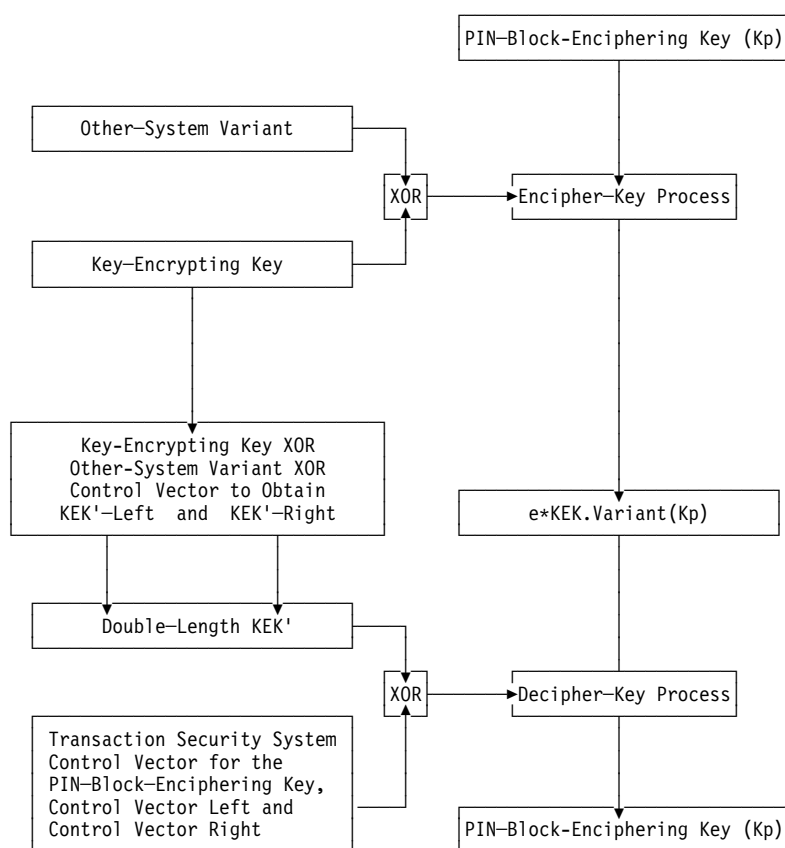 PIN—Block-Enciphering Key (Kp)
Other—System Variant
XOR
Encipher—Key Process
Key—Encrypting Key
Key-Encrypting Key XOR
Other-System Variant XOR
Control Vector to Obtain
KEK'—Left and KEK'—Right
e*KEK.Variant(Kp)
Double—Length KEK'
XOR
Decipher—Key Process
Transaction Security System
Control Vector for the
PIN—Block—Enciphering Key,
Control Vector Left and
Control Vector Right
PIN—Block-Enciphering Key (Kp)